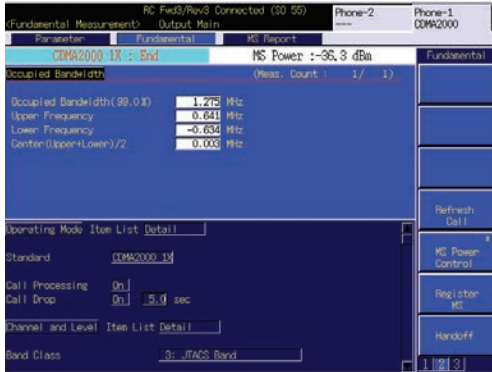 RC Fwd3/Rev3 Connected (SO 55)
<Fundamental Measurement> Output Main
Phone-2
----
Phone-1
CDMA2000
Parameter Fundamental MS Report
CDMA2000 1X : End MS Power :-36.3 dBm
Fundamental
Occupied Bandwidth (Meas. Count : 1/ 1)
Occupied Bandwidth(99.0%) 1.275 MHz
Upper Frequency 0.641 MHz
Lower Frequency -0.634 MHz
Center(Upper+Lower)/2 0.003 MHz
Refresh
Call
Operating Mode Item List Detail
*
MS Power
Control
Standard CDMA2000 1X
Call Processing On
Call Drop On 5.0 sec
Register
MS
Channel and Level Item List Detail
Handoff
Band Class 3: JTACS Band
1 2 3